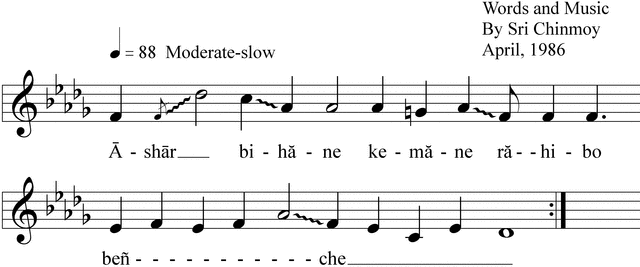 Words and Music
By Sri Chinmoy
April, 1986
= 88 Moderate-slow
Ā - shār___ bi - hă - ne ke - mă - ne ră - - hi - bo
beñ - - - - - - - - - - - che_______________